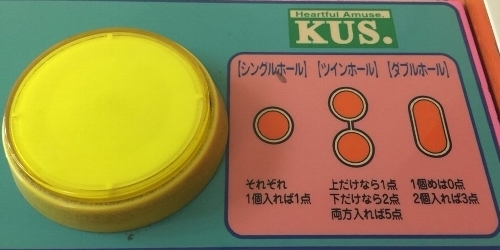 Heartful Amuse.
KUS.
[シングルホール] [ツインホール] [ダブルホール]
それぞれ
1個入れば1点
上だけなら1点
下だけなら2点
両方入れば5点
1個めは0点
2個入れば3点